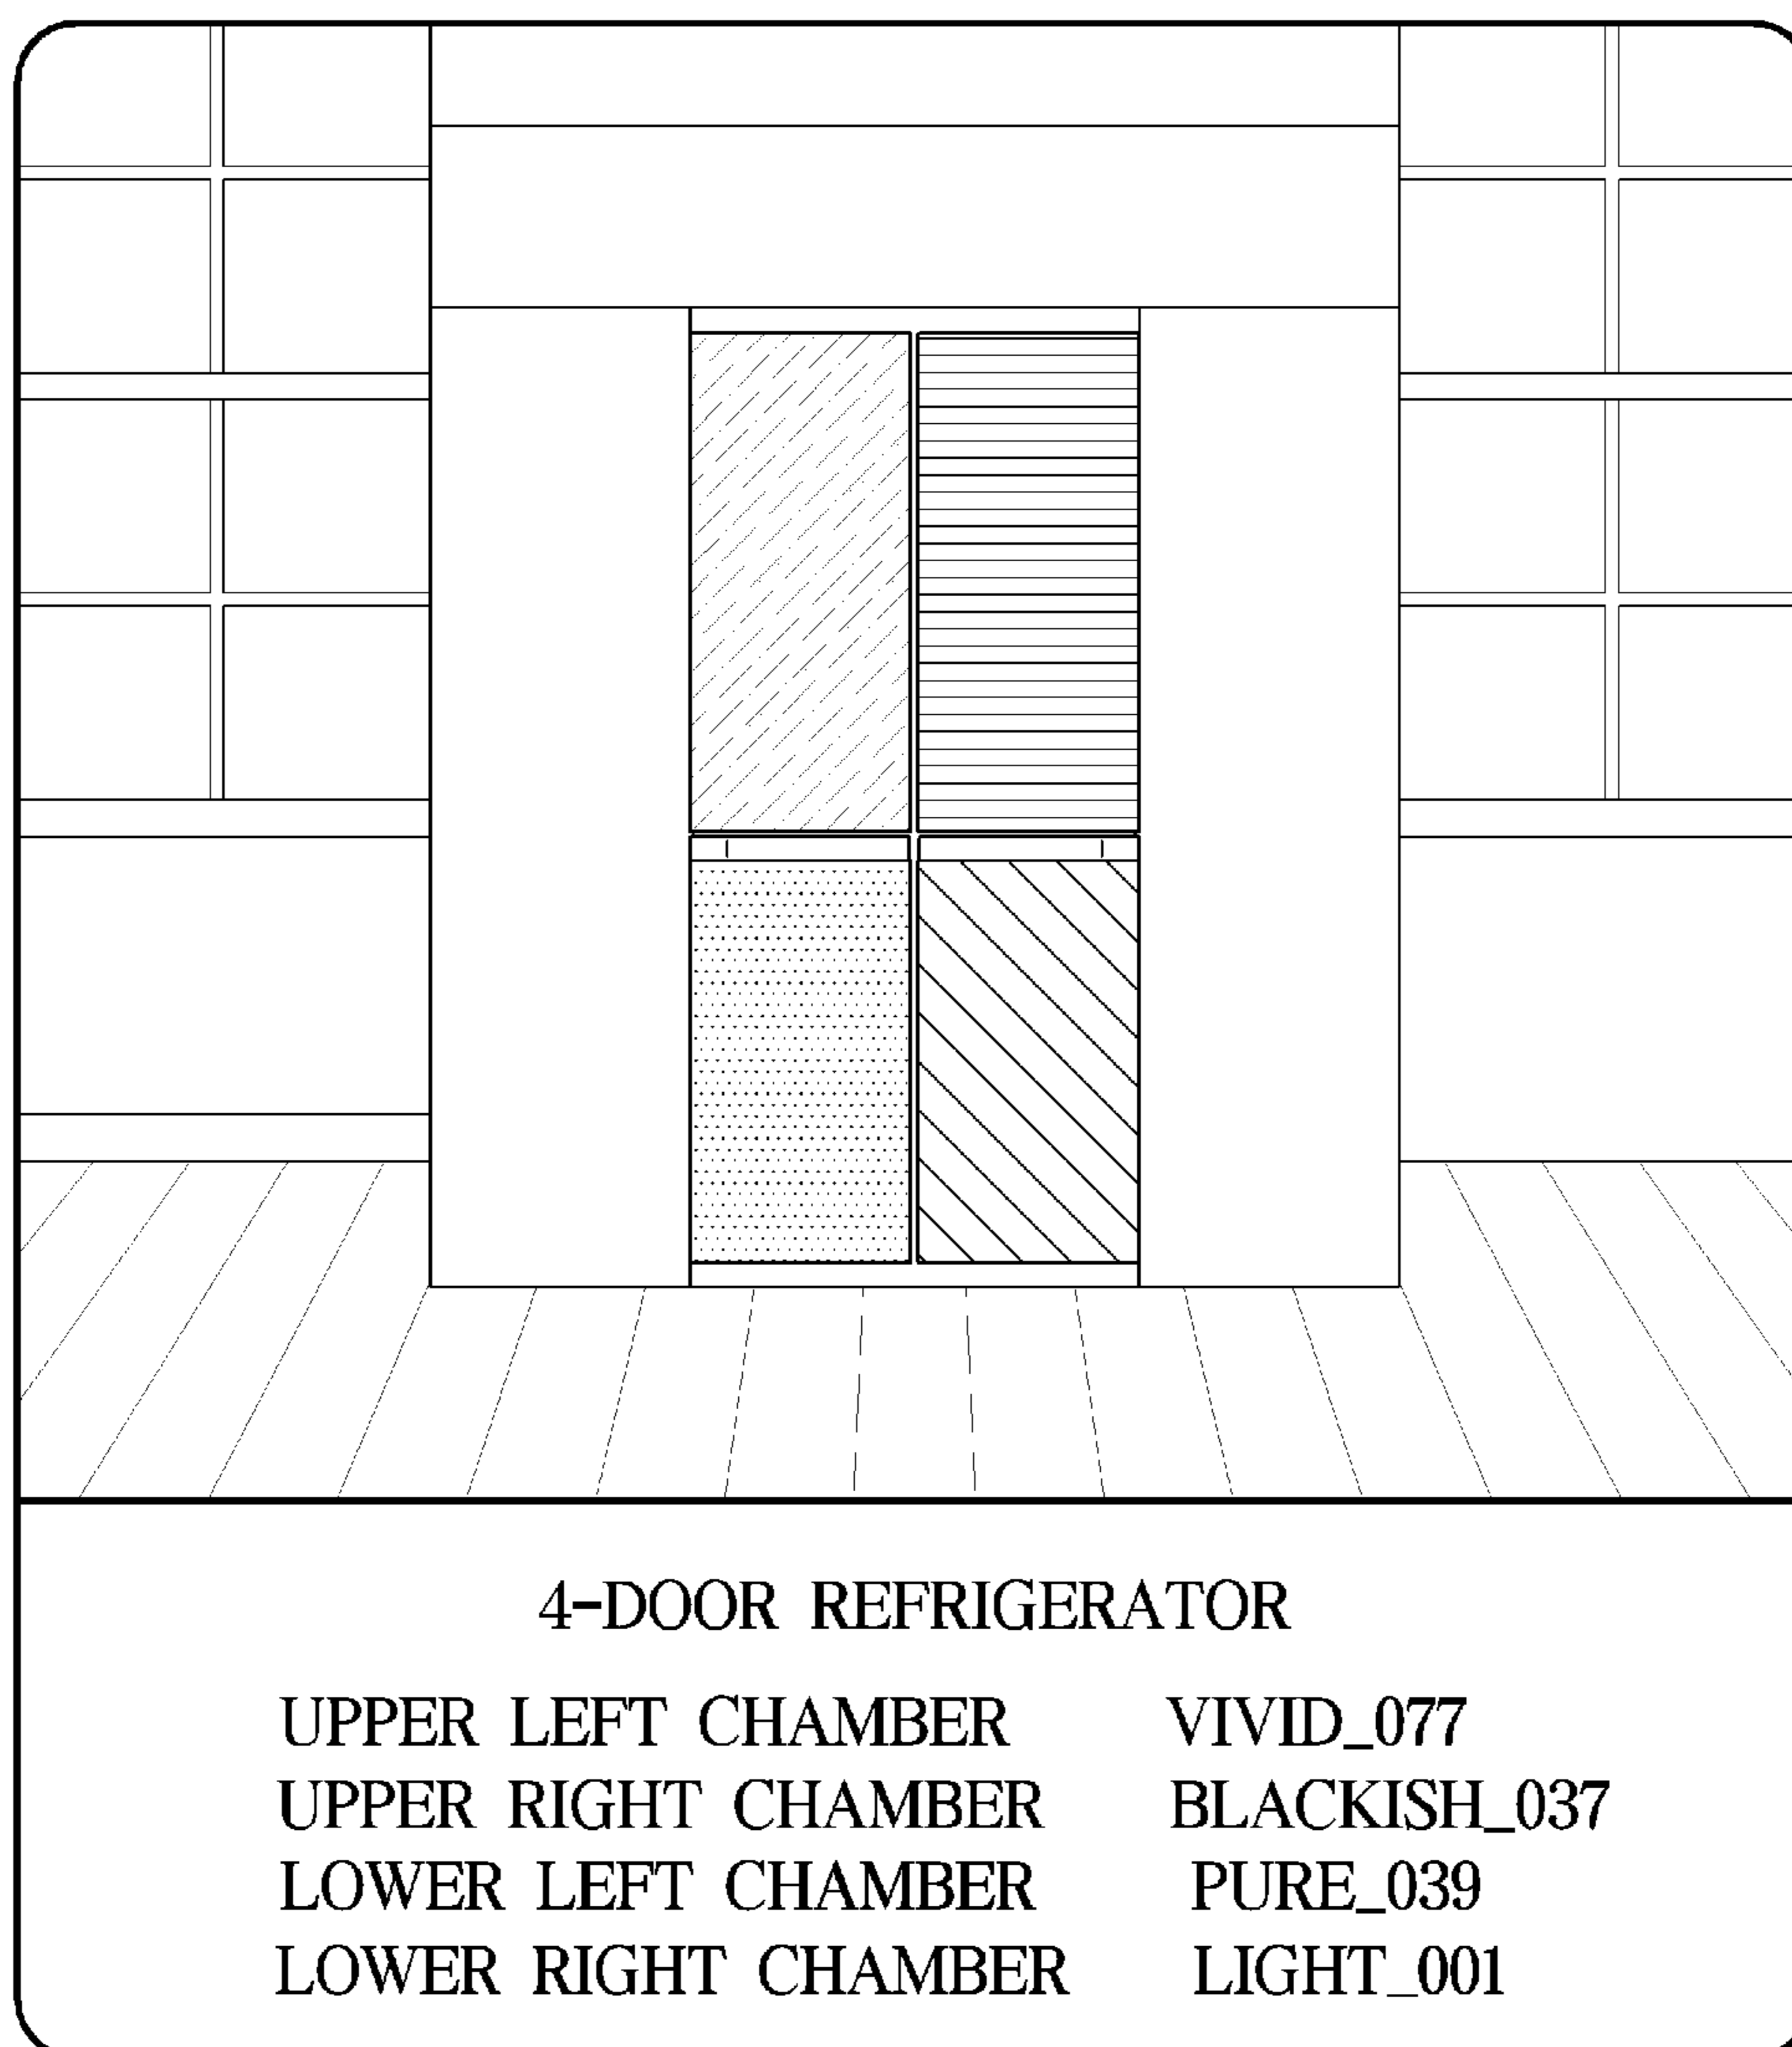 4-DOOR REFRIGERATOR
UPPER LEFT CHAMBER VIVID_077
UPPER RIGHT CHAMBER BLACKISH_037
LOWER LEFT CHAMBER PURE_039
LOWER RIGHT CHAMBER LIGHT_001